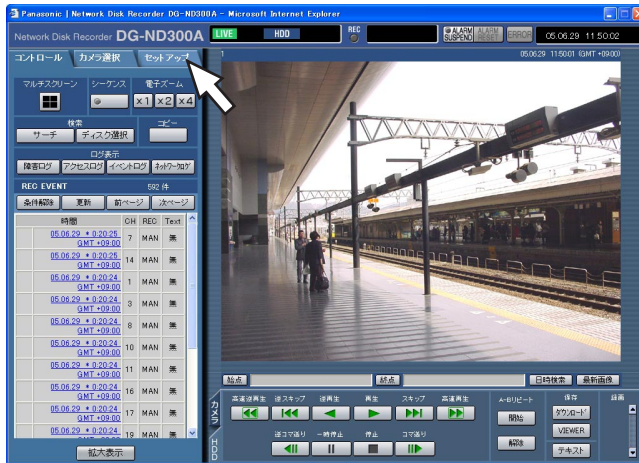 Panasonic | Network Disk Recorder DG-ND300A - Microsoft Internet Explorer
Network Disk Recorder DG-ND300A
LIVE HDD REC ALARM SUSPEND ALARM RESET ERROR 05.06.29 11:50:02
コントロール カメラ選択 セットアップ
1 05.06.29 11:50:01 (GMT +09:00)
マルチスクリーン シーケンス 電子ズーム
x1 x2 x4
検索 コピー
サーチ ディスク選択
ログ表示
障害ログ アクセスログ イベントログ ネットワークログ
REC EVENT 592 件
条件解除 更新 前ページ 次ページ
時間 CH REC Text
05.06.29 * 0:20:25 GMT +09:00 7 MAN 無
05.06.29 * 0:20:25 GMT +09:00 14 MAN 無
05.06.29 * 0:20:24 GMT +09:00 1 MAN 無
05.06.29 * 0:20:24 GMT +09:00 3 MAN 無
05.06.29 * 0:20:24 GMT +09:00 8 MAN 無
05.06.29 * 0:20:24 GMT +09:00 10 MAN 無
05.06.29 * 0:20:24 GMT +09:00 11 MAN 無
05.06.29 * 0:20:24 GMT +09:00 16 MAN 無
05.06.29 * 0:20:24 GMT +09:00 17 MAN 無
05.06.29 * 0:20:24 19 MAN 無
拡大表示
始点 終点 日時検索 最新画像
カメラ
HDD
高速逆再生 逆スキップ 逆再生 再生 スキップ 高速再生
逆コマ送り 一時停止 停止 コマ送り
A-Bリピート 保存 録画
開始 ダウンロード
VIEWER
解除 テキスト